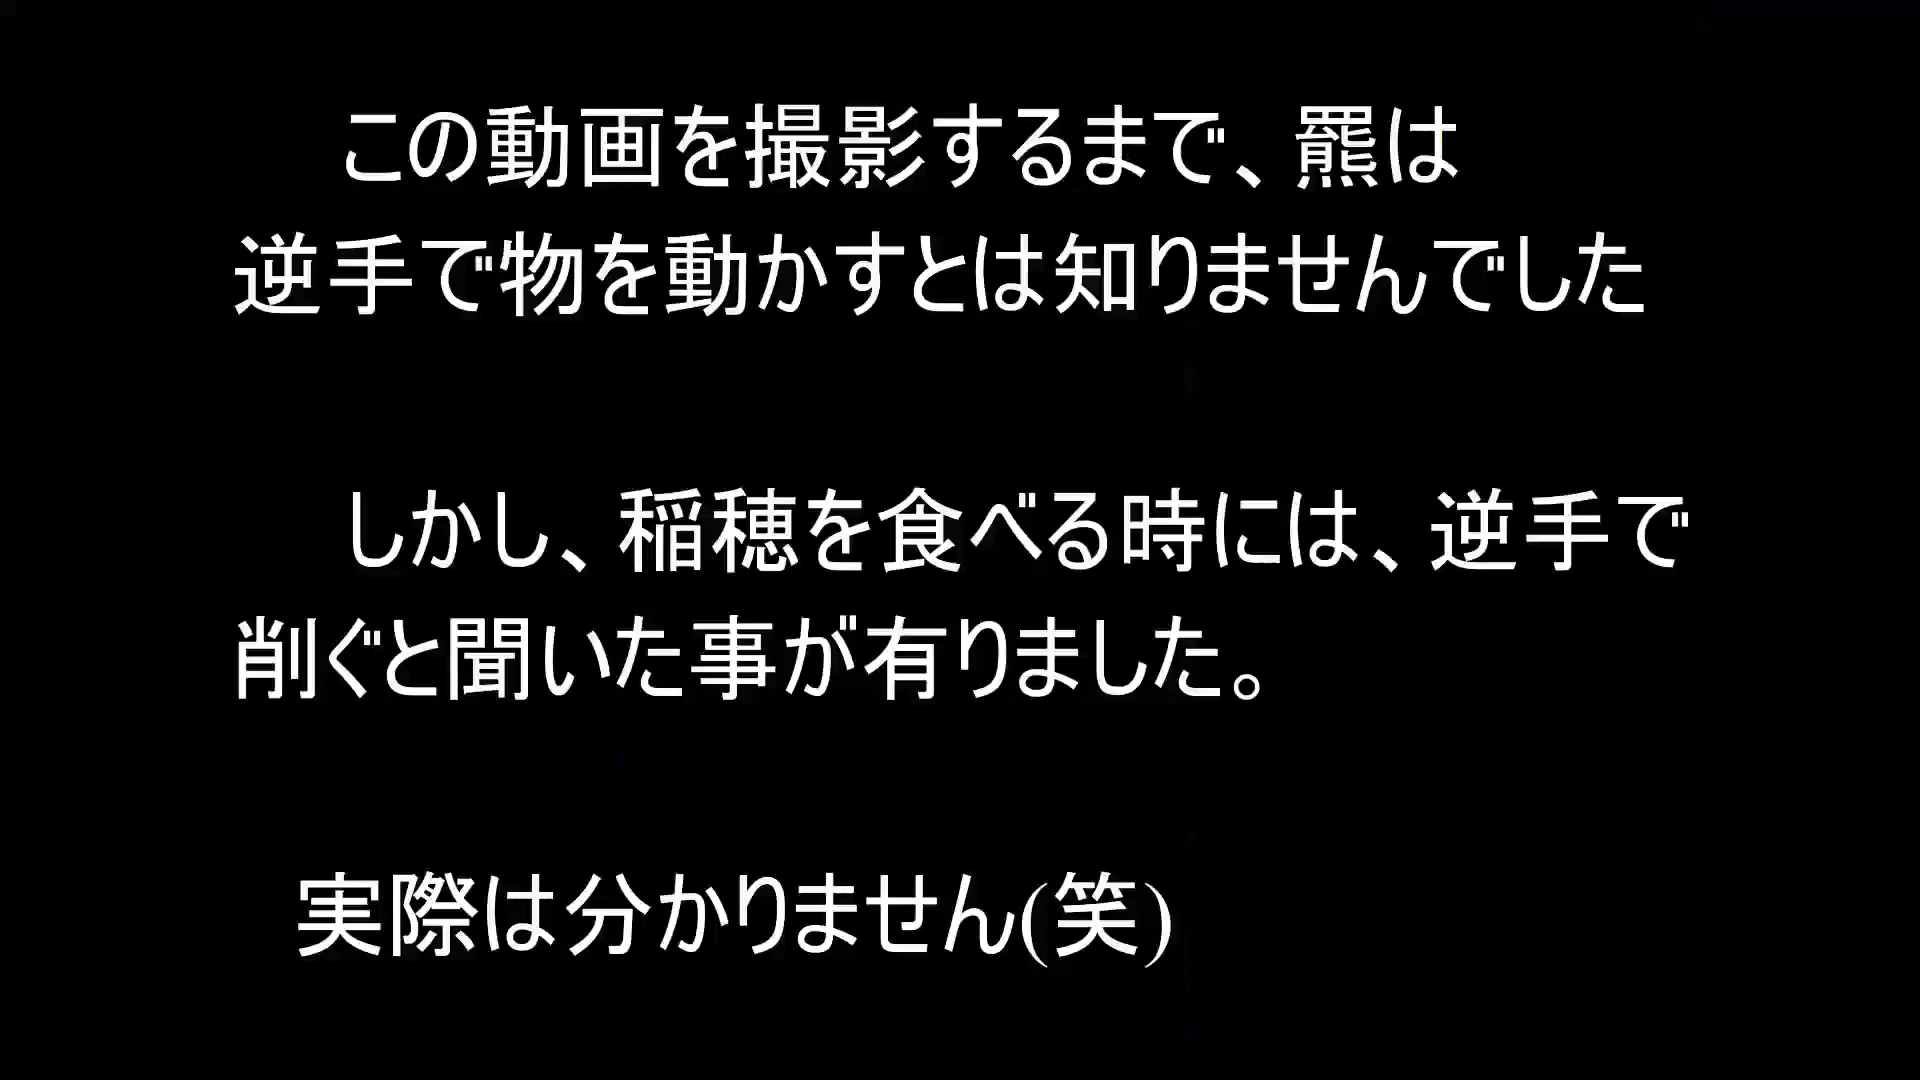 この動画を撮影するまで、羆は
逆手で物を動かすとは知りませんでした
しかし、稲穂を食べる時には、逆手で
削ぐと聞いた事が有りました。
実際は分かりません(笑)